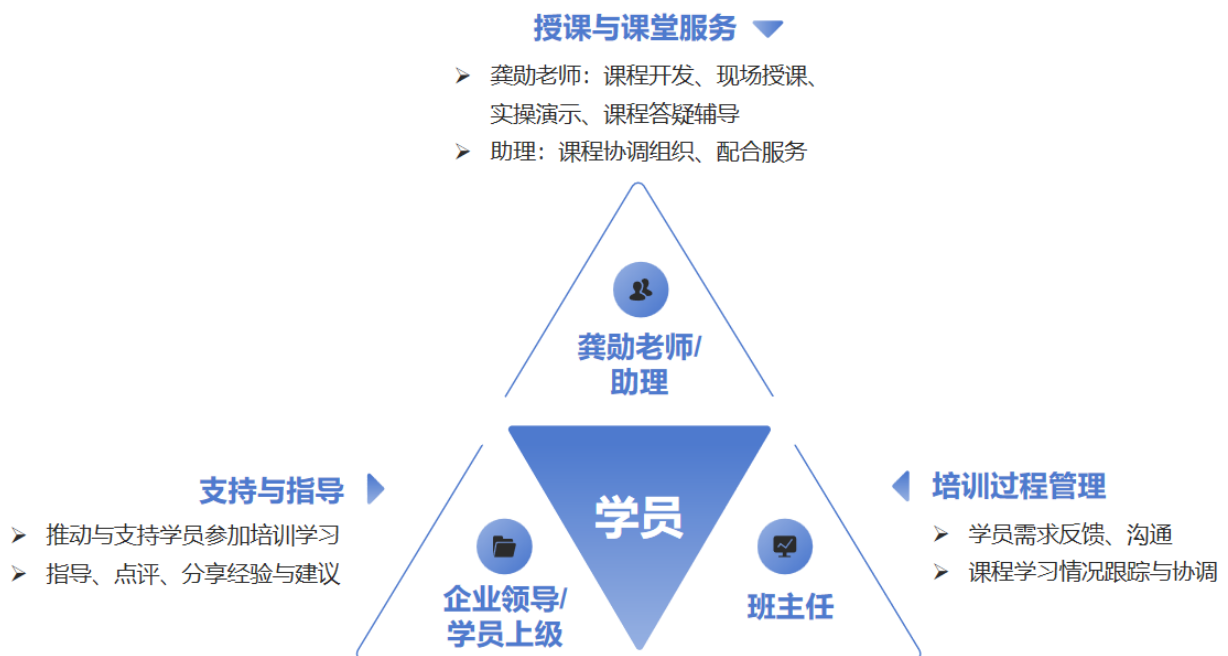 授课与课堂服务
➢ 龚勋老师：课程开发、现场授课、
实操演示、课程答疑辅导
➢ 助理：课程协调组织、配合服务
龚勋老师/
助理
支持与指导
➢ 推动与支持学员参加培训学习
➢ 指导、点评、分享经验与建议
学员
培训过程管理
➢ 学员需求反馈、沟通
➢ 课程学习情况跟踪与协调
企业领导/
学员上级
班主任